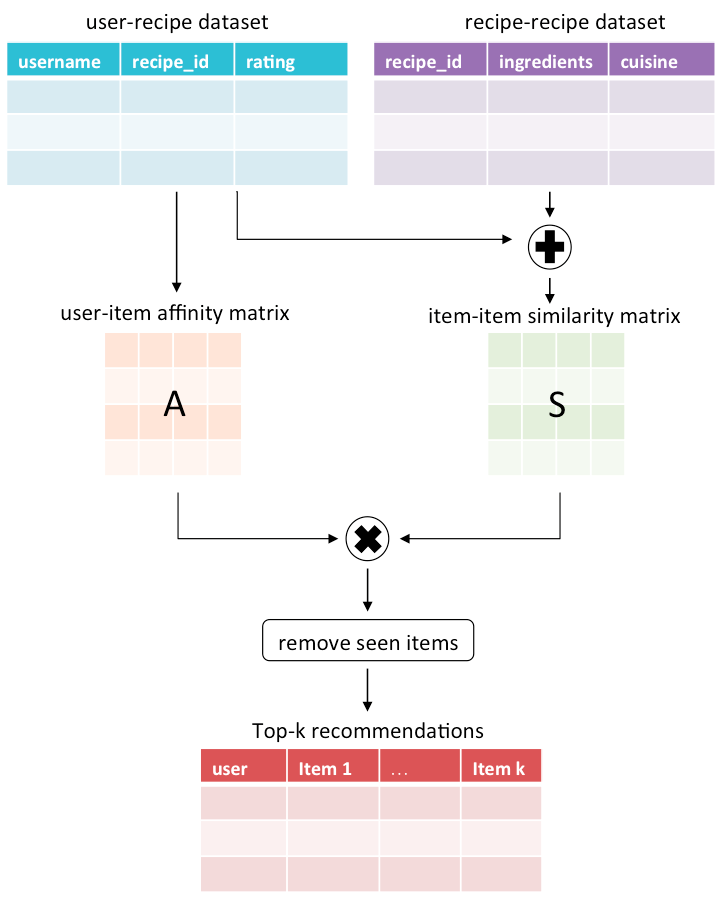 user-recipe dataset
recipe-recipe dataset
username recipe_id rating
recipe_id ingredients cuisine
user-item affinity matrix
item-item similarity matrix
A
S
remove seen items
Top-k recommendations
user Item 1 ... Item k